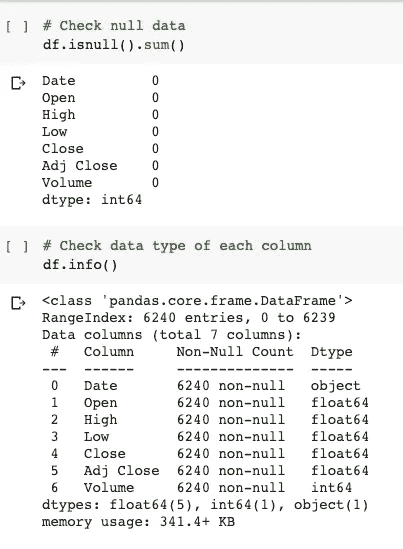 [ ] # Check null data
df.isnull().sum()
Date 0
Open 0
High 0
Low 0
Close 0
Adj Close 0
Volume 0
dtype: int64
[ ] # Check data type of each column
df.info()
<class 'pandas.core.frame.DataFrame'>
RangeIndex: 6240 entries, 0 to 6239
Data columns (total 7 columns):
# Column Non-Null Count Dtype
--- ------ -------------- -----
0 Date 6240 non-null object
1 Open 6240 non-null float64
2 High 6240 non-null float64
3 Low 6240 non-null float64
4 Close 6240 non-null float64
5 Adj Close 6240 non-null float64
6 Volume 6240 non-null int64
dtypes: float64(5), int64(1), object(1)
memory usage: 341.4+ KB